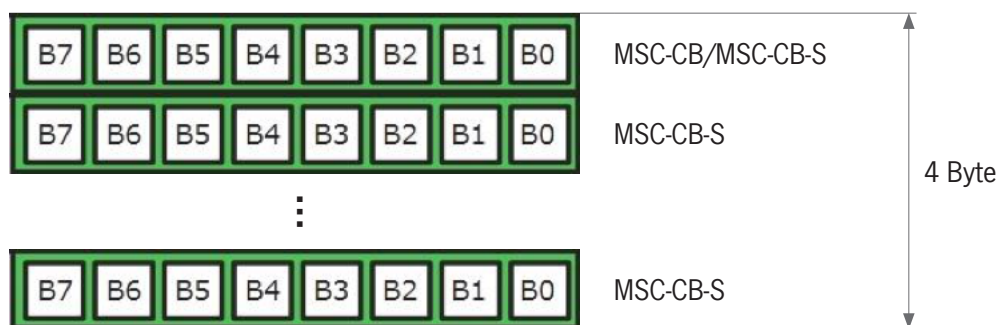 B7 B6 B5 B4 B3 B2 B1 B0 MSC-CB/MSC-CB-S
B7 B6 B5 B4 B3 B2 B1 B0 MSC-CB-S
4 Byte
⋮
B7 B6 B5 B4 B3 B2 B1 B0 MSC-CB-S